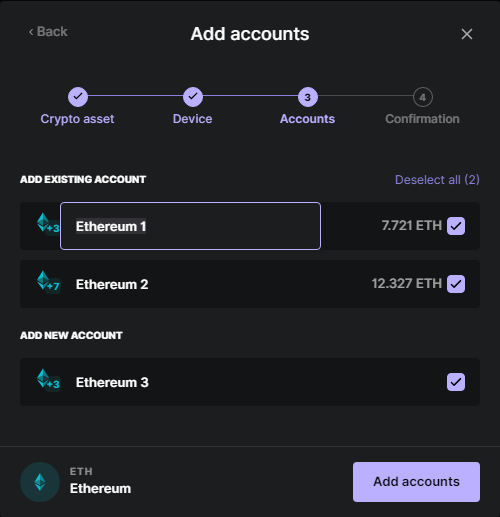 ‹ Back
Add accounts
3
4
Crypto asset
Device
Accounts
Confirmation
ADD EXISTING ACCOUNT
Deselect all (2)
+3
Ethereum 1
7.721 ETH
+7
Ethereum 2
12.327 ETH
ADD NEW ACCOUNT
+3
Ethereum 3
ETH
Ethereum
Add accounts